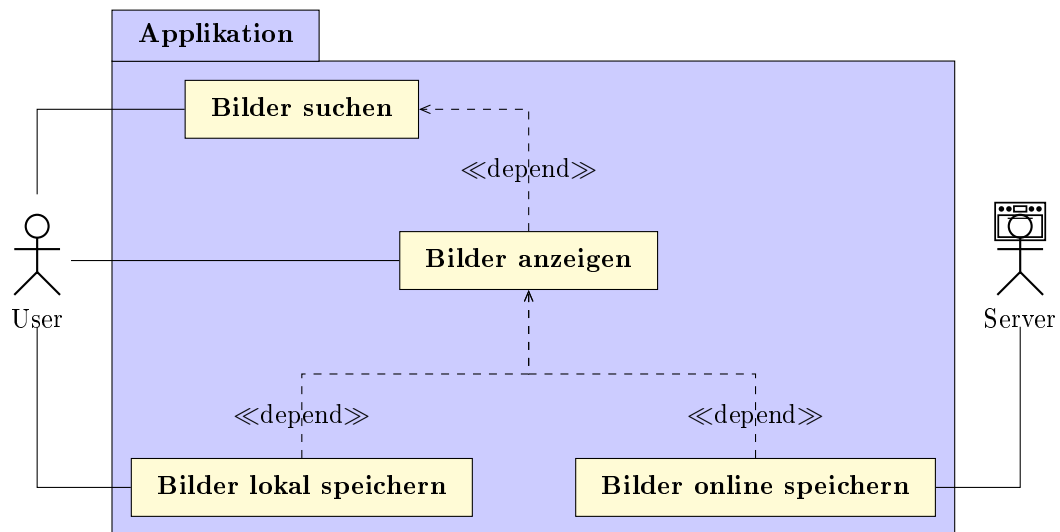 Applikation
Bilder suchen
≪depend≫
Bilder anzeigen
User
Server
≪depend≫
≪depend≫
Bilder lokal speichern
Bilder online speichern